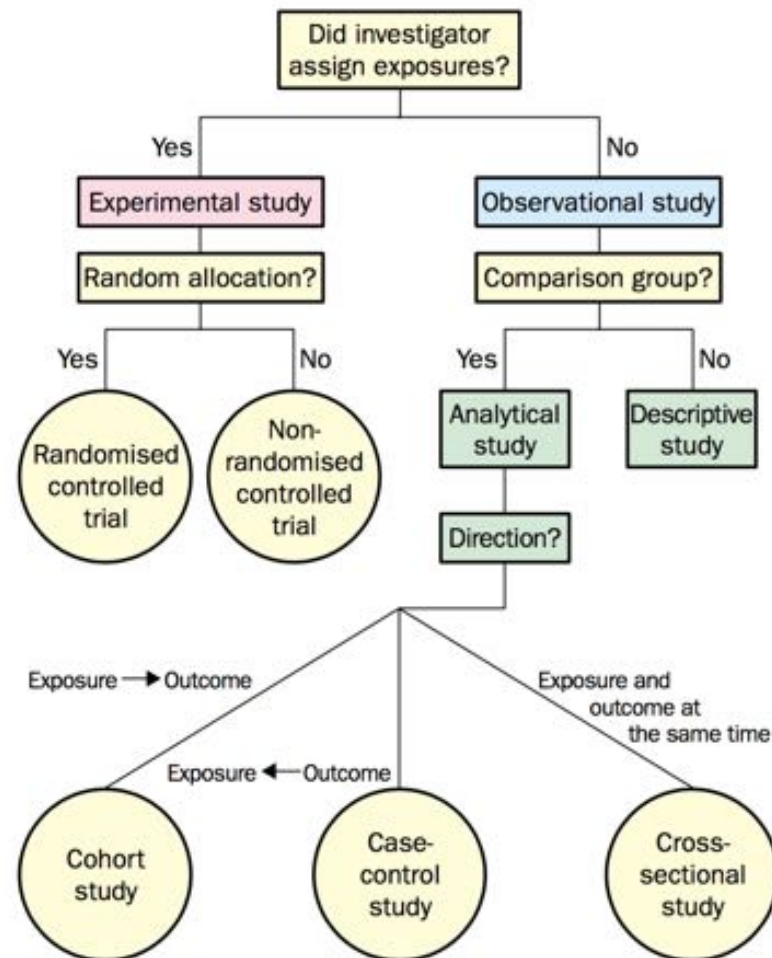 Did investigator
assign exposures?
Yes
No
Experimental study
Observational study
Random allocation?
Comparison group?
Yes
No
Yes
No
Randomised
controlled
trial
Non-
randomised
controlled
trial
Analytical
study
Descriptive
study
Direction?
Exposure → Outcome
Exposure and
outcome at
the same time
Exposure ← Outcome
Cohort
study
Case-
control
study
Cross-
sectional
study